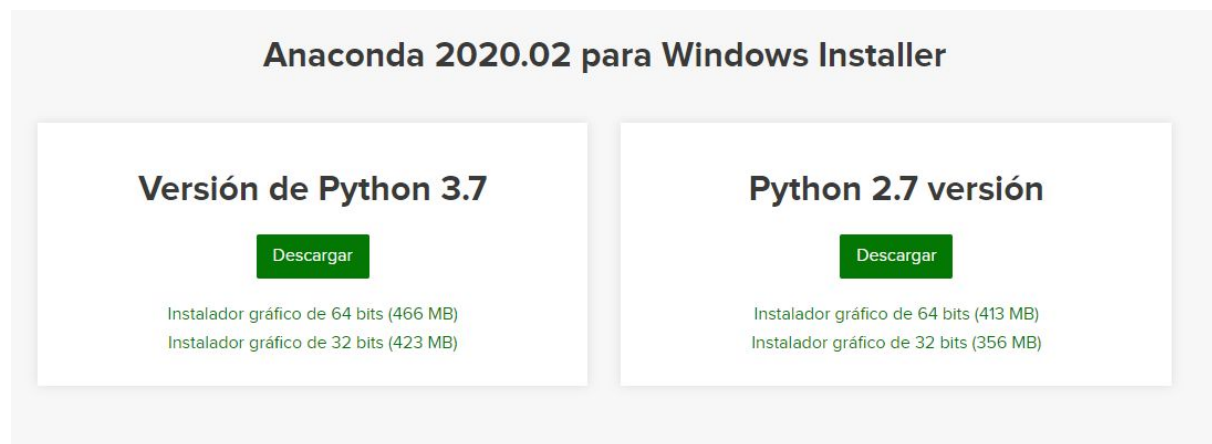 Anaconda 2020.02 para Windows Installer
Versión de Python 3.7
Descargar
Instalador gráfico de 64 bits (466 MB)
Instalador gráfico de 32 bits (423 MB)
Python 2.7 versión
Descargar
Instalador gráfico de 64 bits (413 MB)
Instalador gráfico de 32 bits (356 MB)